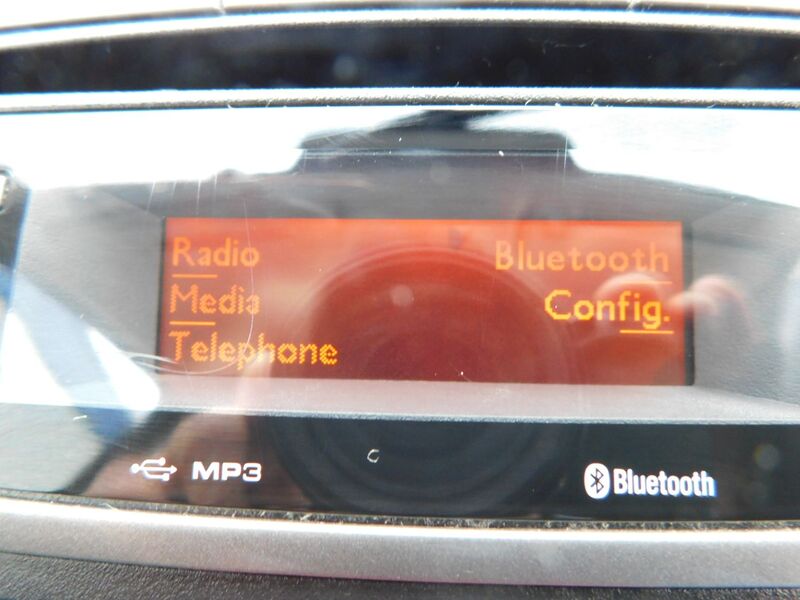 Radio
Media
Telephone
Bluetooth
Config.
MP3
Bluetooth